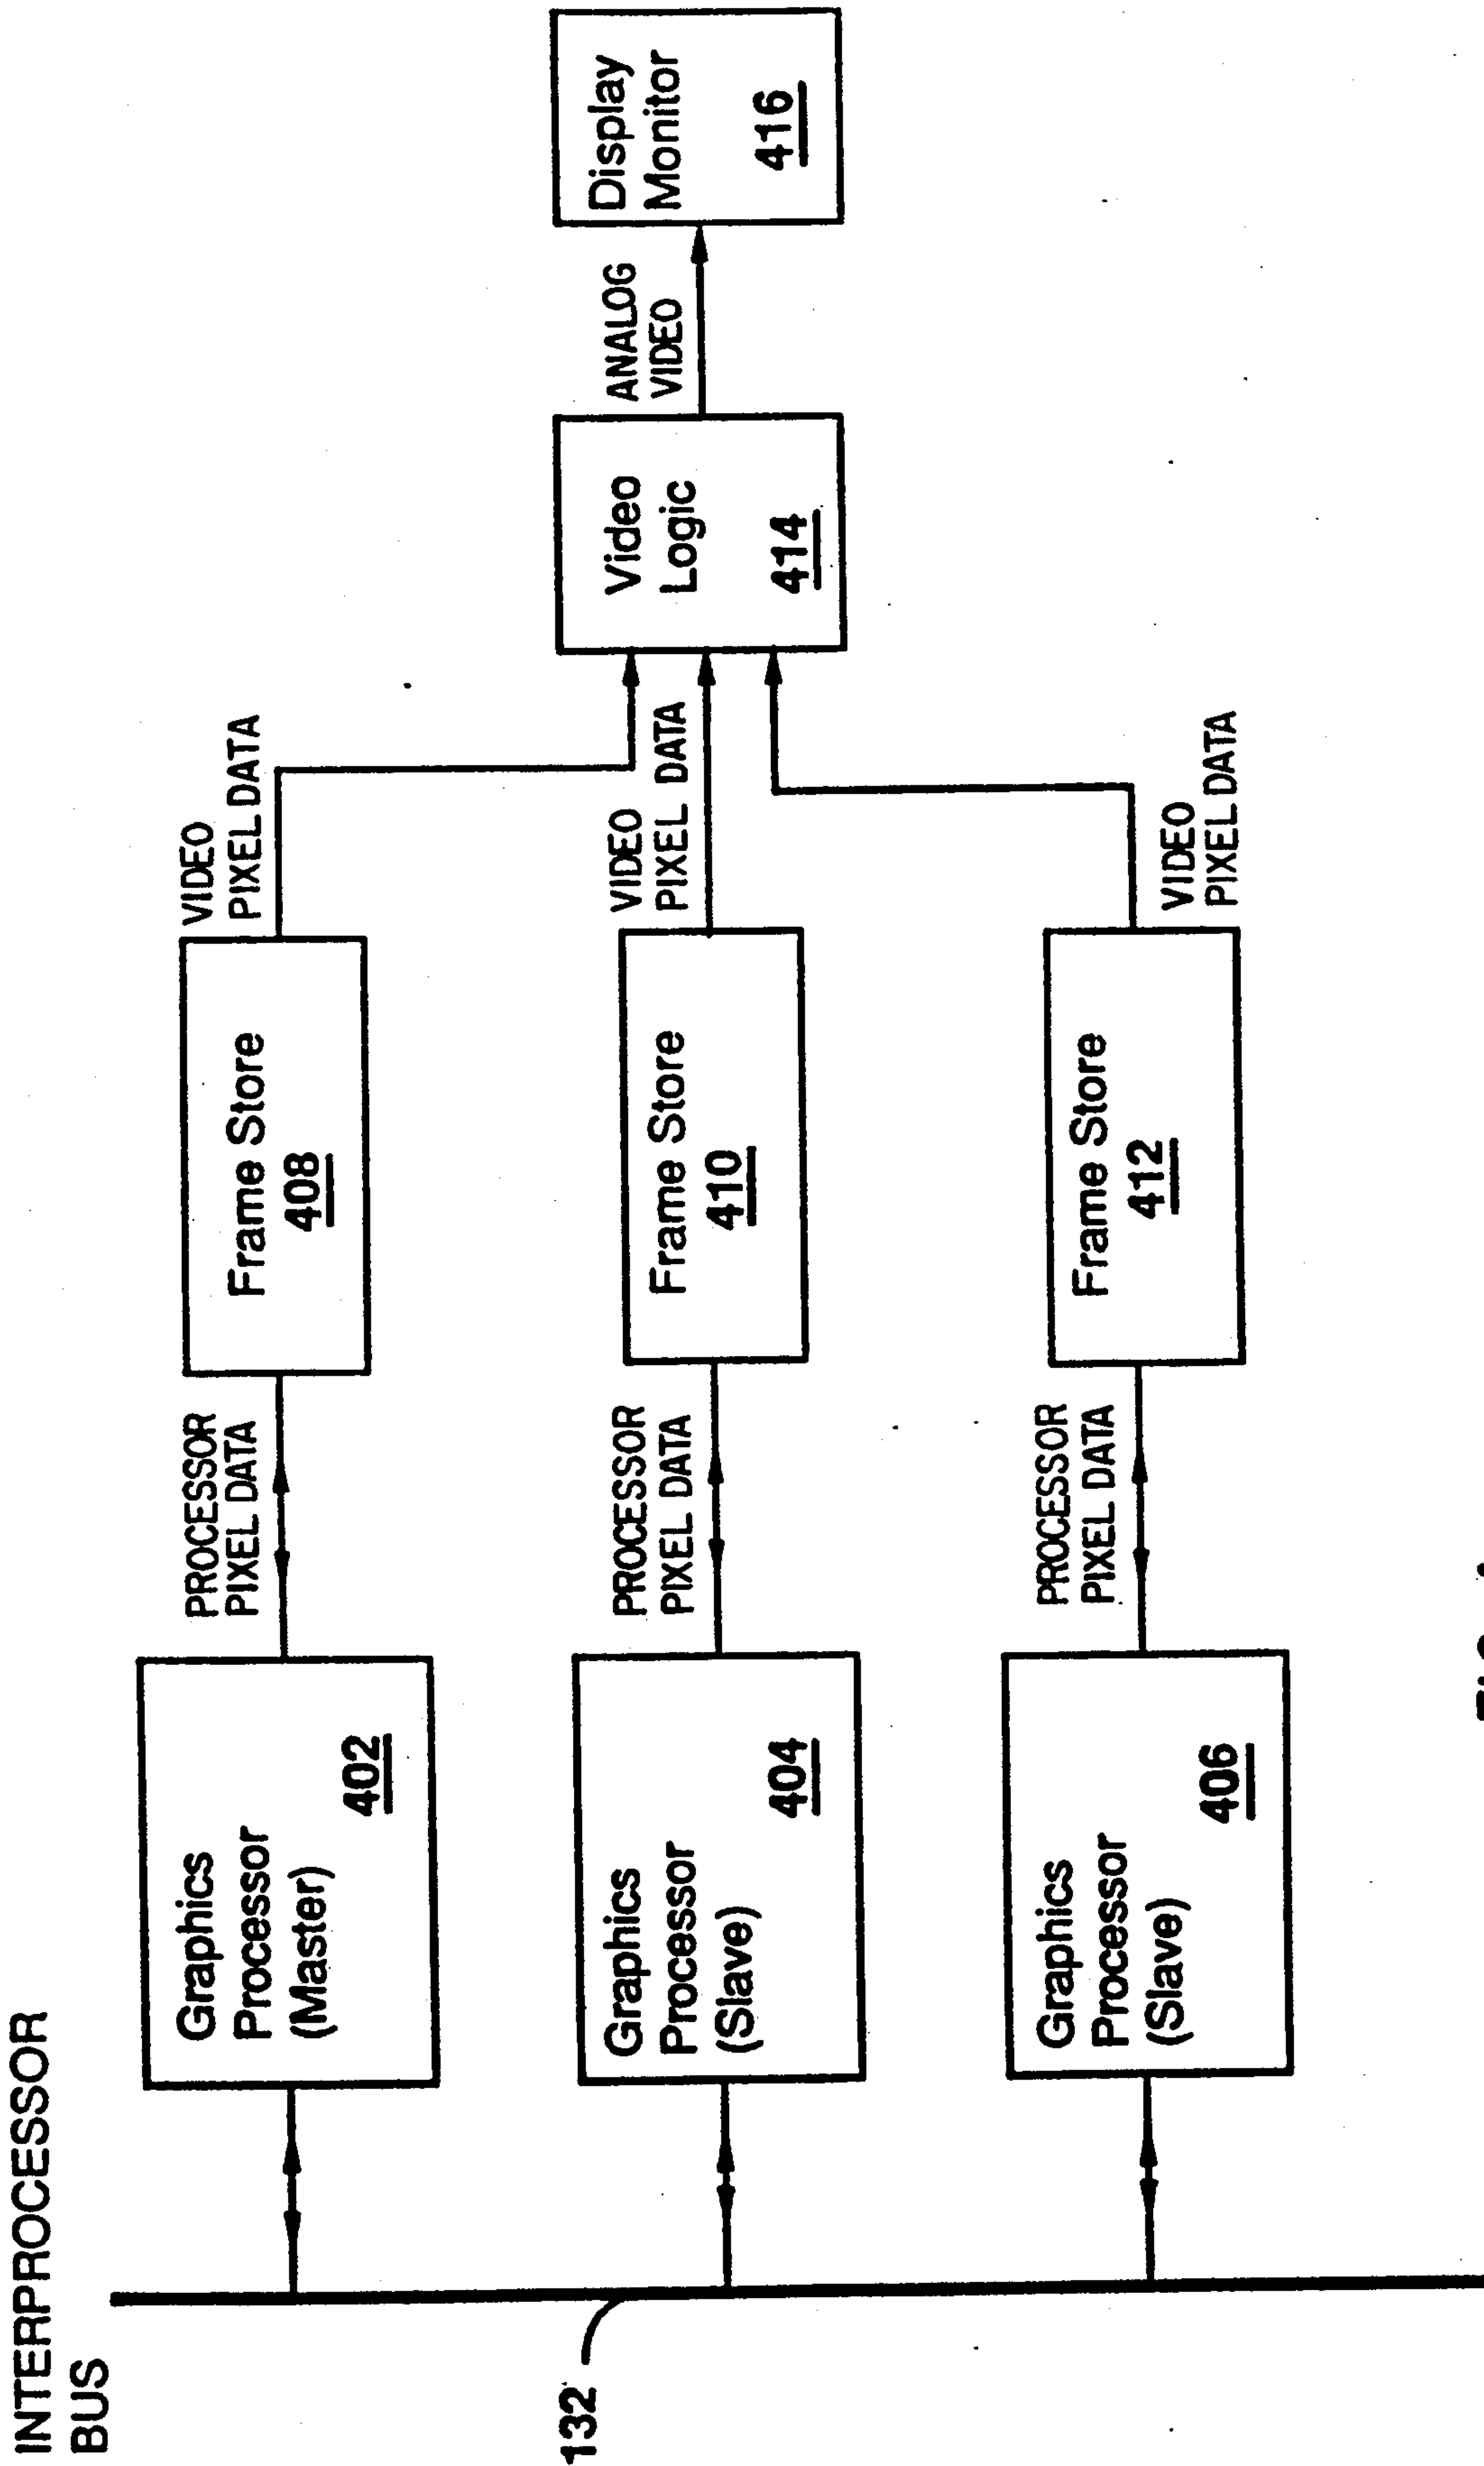 INTERPROCESSOR
BUS
132
Graphics
Processor
(Master)
402
PROCESSOR
PIXEL DATA
Frame Store
408
VIDEO
PIXEL DATA
Graphics
Processor
(Slave)
404
PROCESSOR
PIXEL DATA
Frame Store
410
VIDEO
PIXEL DATA
Video
Logic
414
ANALOG
VIDEO
Display
Monitor
416
Graphics
Processor
(Slave)
406
PROCESSOR
PIXEL DATA
Frame Store
412
VIDEO
PIXEL DATA